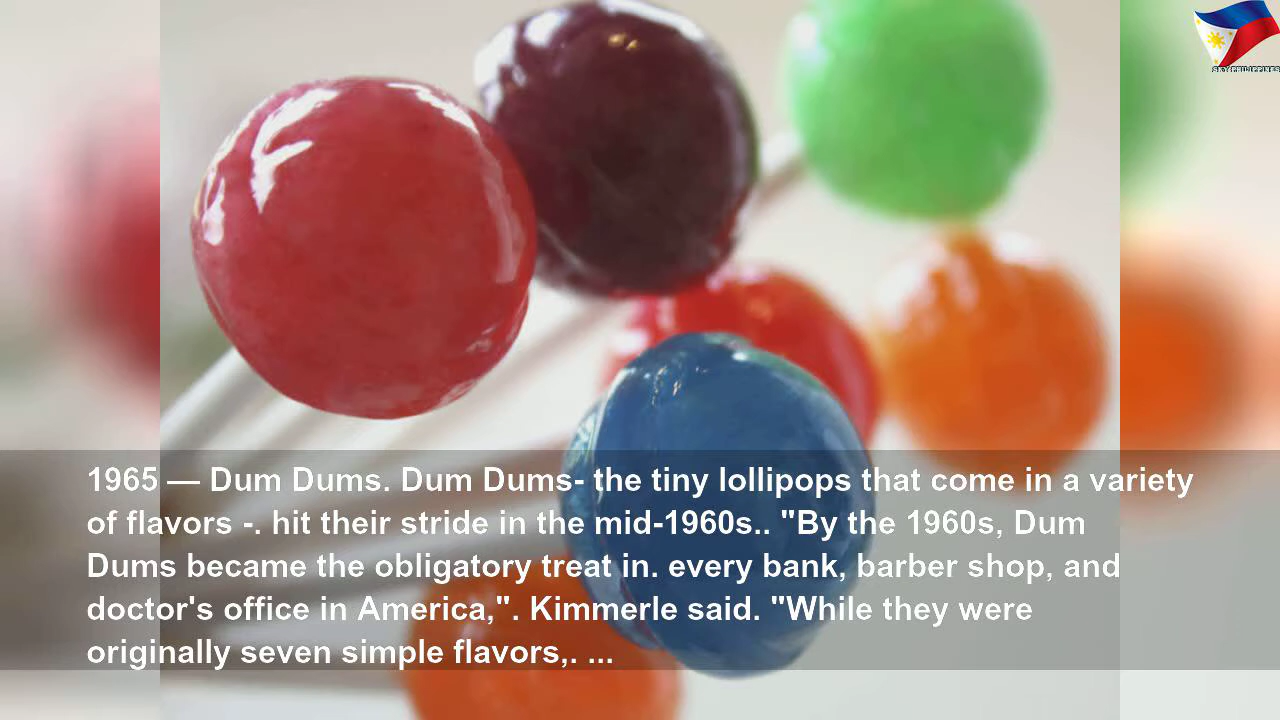 1965 — Dum Dums. Dum Dums- the tiny lollipops that come in a variety
of flavors -. hit their stride in the mid-1960s.. "By the 1960s, Dum
Dums became the obligatory treat in. every bank, barber shop, and
doctor's office in America,". Kimmerle said. "While they were
originally seven simple flavors,. ...